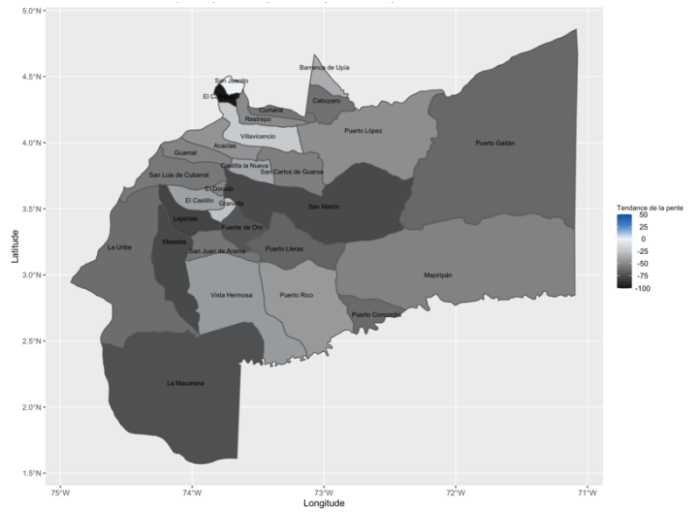 5.0°N
4.5°N
4.0°N
3.5°N
3.0°N
2.5°N
2.0°N
1.5°N
Latitude
75°W
74°W
73°W
72°W
71°W
Longitude
San Juanito
El C
Barranca de Upía
Cumaral
Cabuyaro
Restrepo
Villavicencio
Puerto López
Puerto Gaitán
Acacias
Guamal
Castilla la Nueva
San Carlos de Guaroa
San Luis de Cubarral
El Dorado
El Castillo
Granada
San Martín
Lejanías
Fuente de Oro
Mesetas
La Uribe
San Juan de Arama
Puerto Lleras
Mapiripán
Vista Hermosa
Puerto Rico
Puerto Concordia
La Macarena
Tendance de la pente
50
25
0
-25
-50
-75
-100